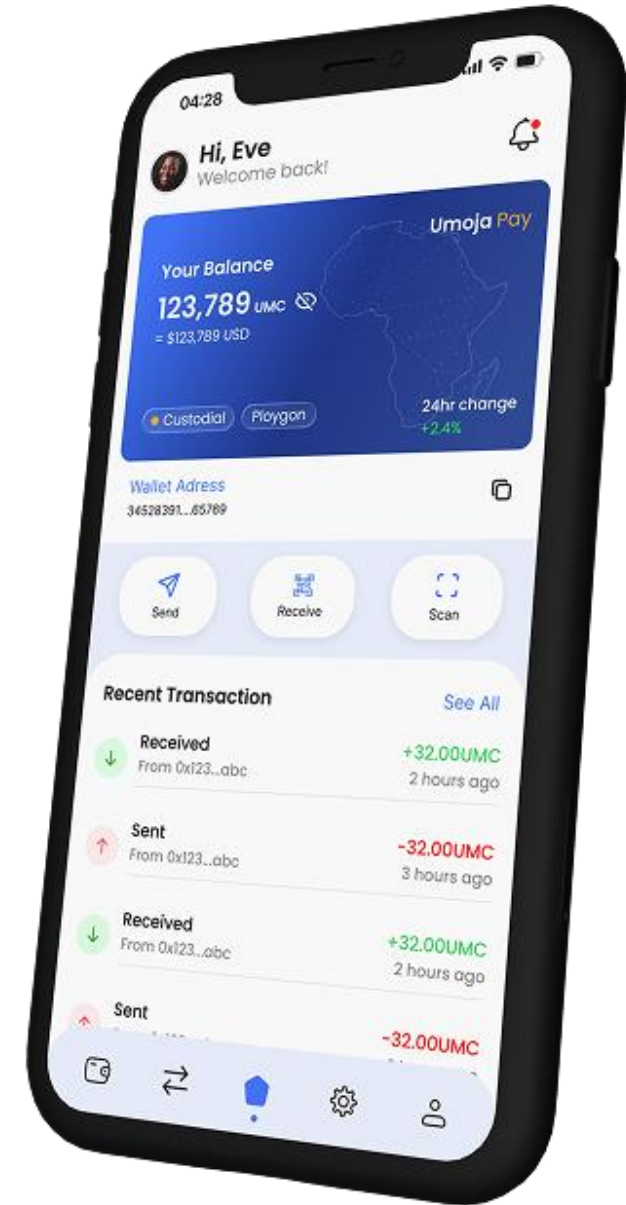 04:28
Hi, Eve
Welcome back!
Umoja Pay
Your Balance
123,789 UMC
= $123,789 USD
Custodial
Ploygon
24hr change
+2.4%
Wallet Adress
34528391....65769
Send
Receive
Scan
Recent Transaction
See All
Received
+32.00UMC
From 0x123...abc
2 hours ago
Sent
-32.00UMC
From 0x123...abc
3 hours ago
Received
+32.00UMC
From 0x123...abc
2 hours ago
Sent
-32.00UMC